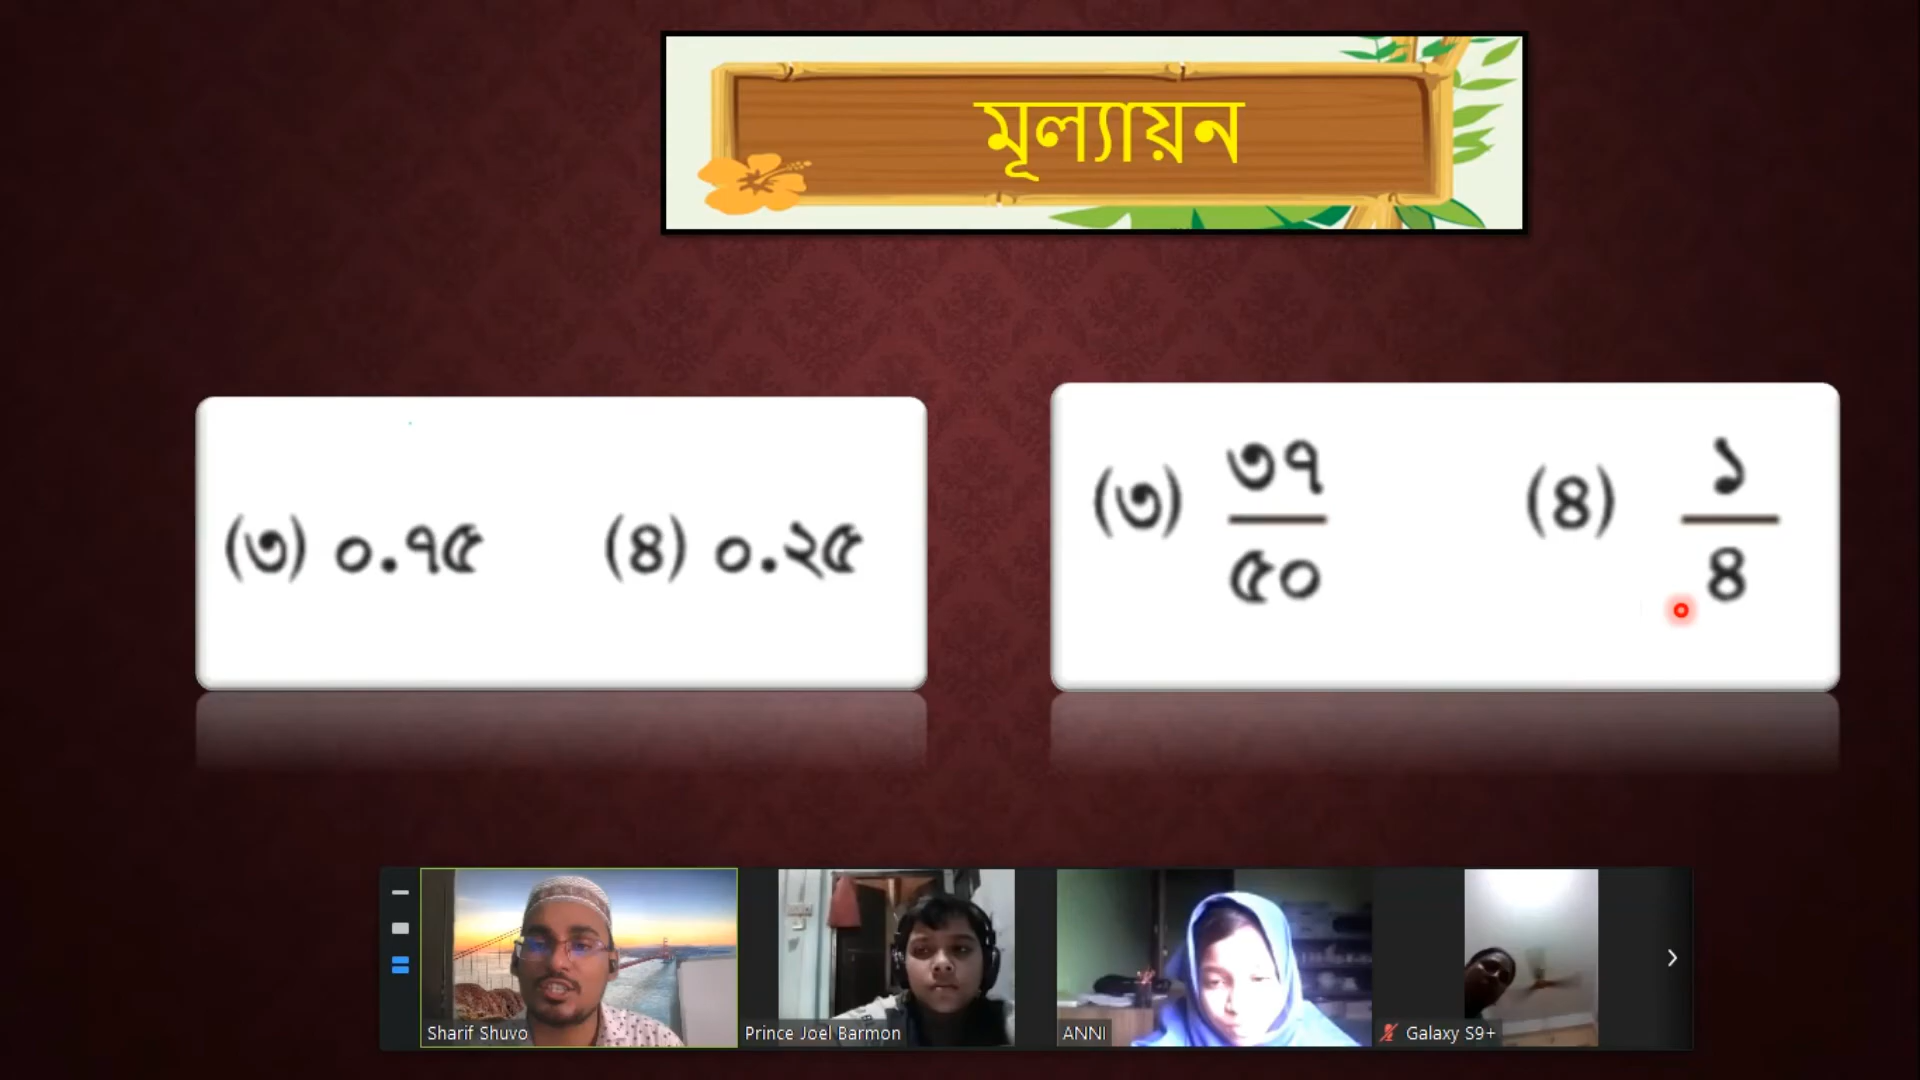 মূল্যায়ন
(৩) ০.৭৫ (৪) ০.২৫
(৩) ৩৭/৫০ (৪) ১/৪
Sharif Shuvo
Prince Joel Barmon
ANNI
Galaxy S9+